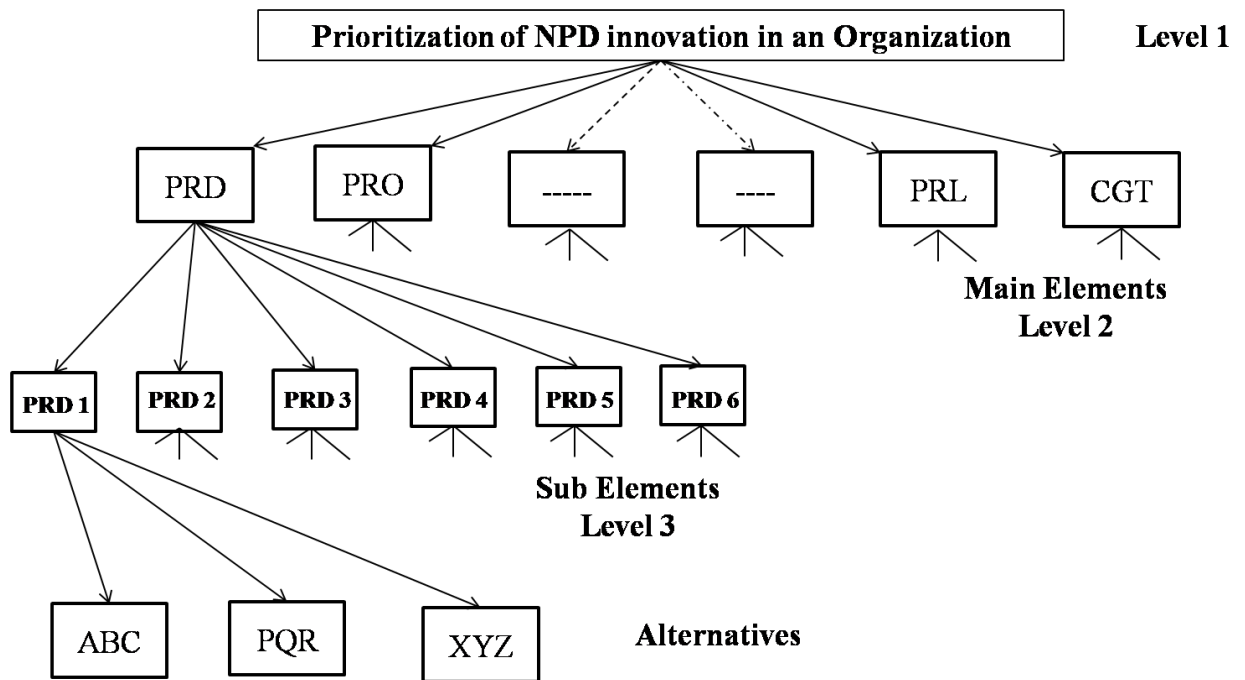 Prioritization of NPD innovation in an Organization
Level 1
PRD
PRO
-----
----
PRL
CGT
Main Elements
Level 2
PRD 1
PRD 2
PRD 3
PRD 4
PRD 5
PRD 6
Sub Elements
Level 3
ABC
PQR
XYZ
Alternatives